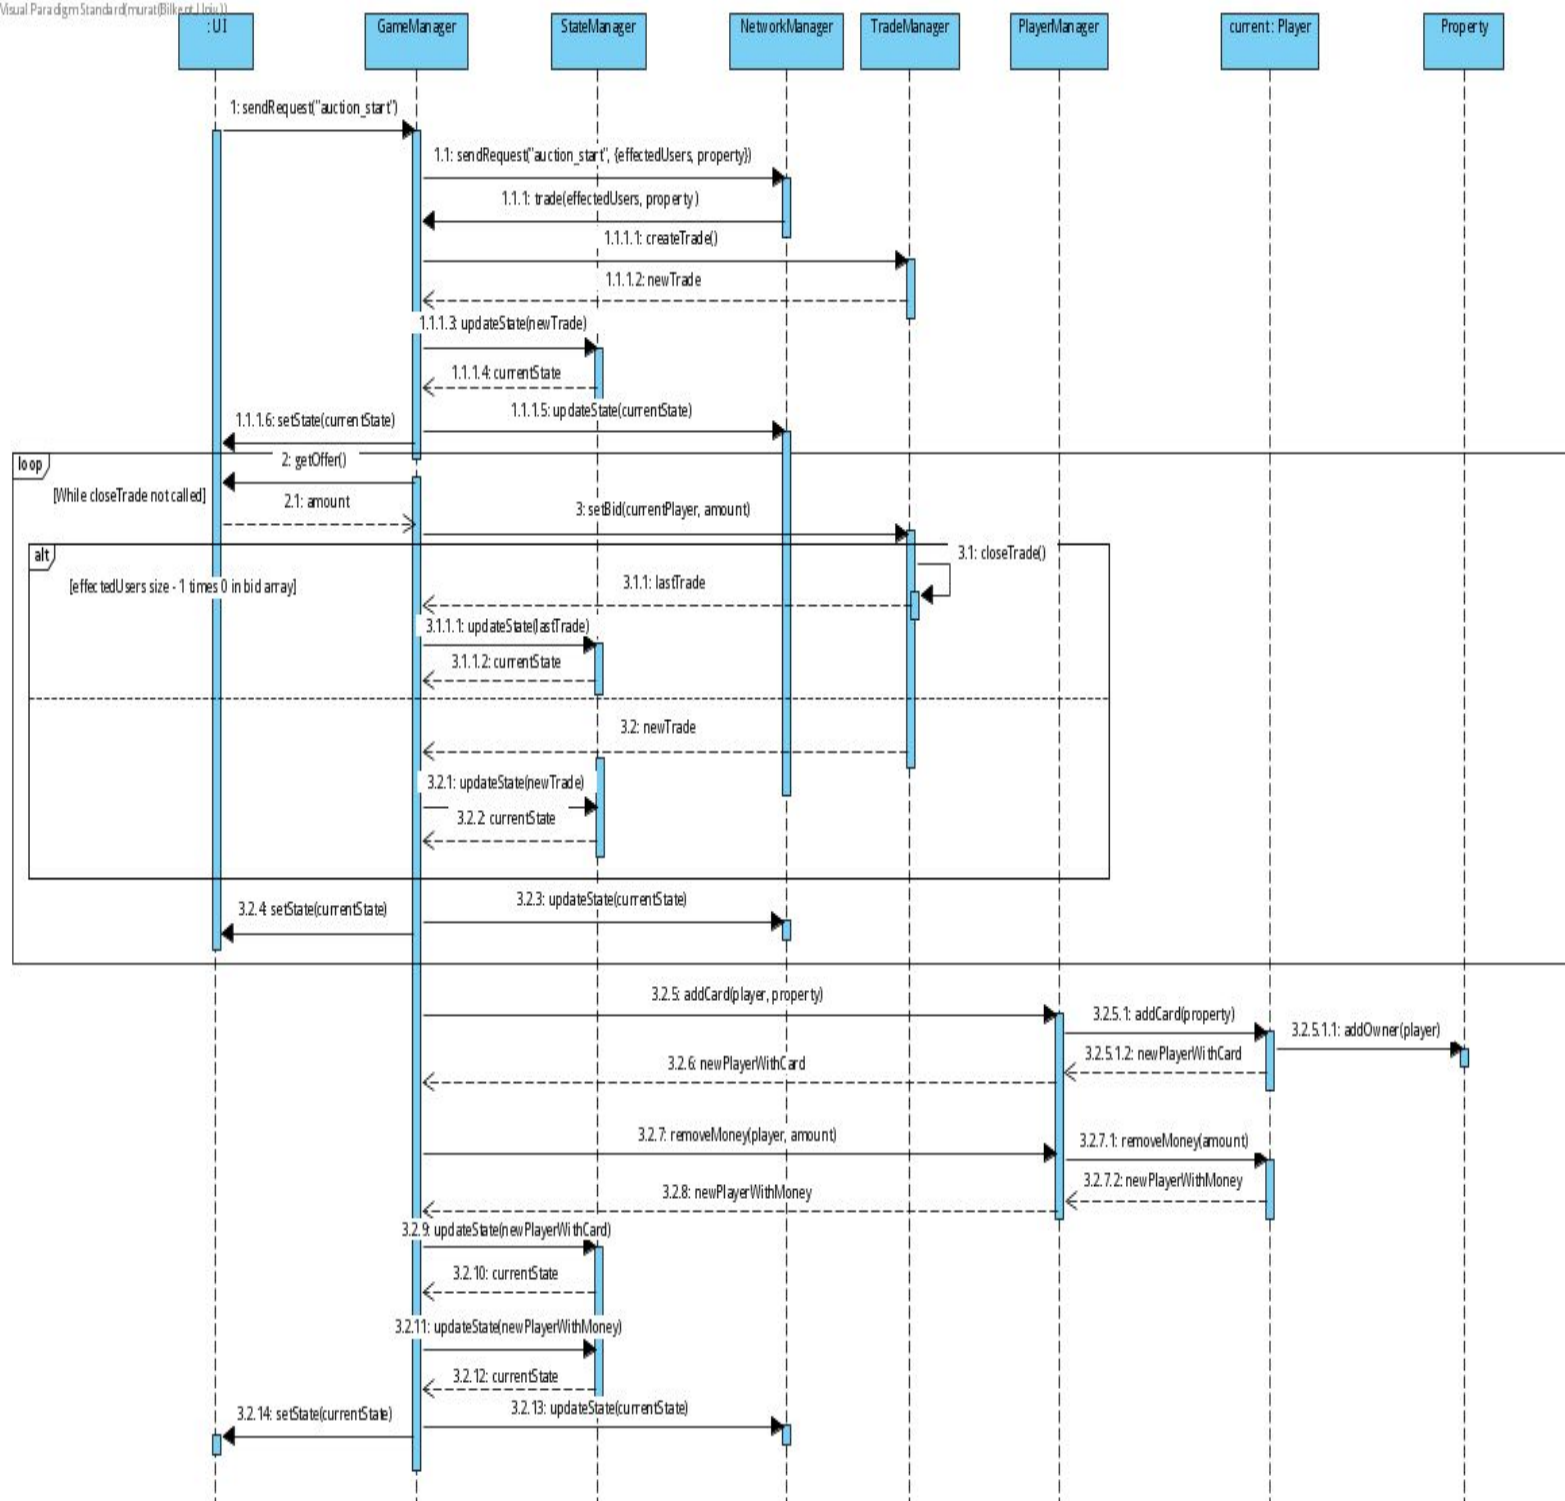 Visual Paradigm Standard(murat(Bilkent Univ.))
: UI
GameManager
StateManager
NetworkManager
TradeManager
PlayerManager
current : Player
Property
1: sendRequest("auction_start")
1.1: sendRequest("auction_start", {effectedUsers, property})
1.1.1: trade(effectedUsers, property )
1.1.1.1: createTrade()
1.1.1.2: newTrade
1.1.1.3: updateState(newTrade)
1.1.1.4: currentState
1.1.1.5: updateState(currentState)
1.1.1.6: setState(currentState)
loop
2: getOffer()
[While closeTrade not called]
2.1: amount
3: setBid(currentPlayer, amount)
alt
3.1: closeTrade()
[effectedUsers size - 1 times 0 in bid array]
3.1.1: lastTrade
3.1.1.1: updateState(lastTrade)
3.1.1.2: currentState
3.2: newTrade
3.2.1: updateState(newTrade)
3.2.2: currentState
3.2.3: updateState(currentState)
3.2.4: setState(currentState)
3.2.5: addCard(player, property)
3.2.5.1: addCard(property)
3.2.5.1.1: addOwner(player)
3.2.5.1.2: newPlayerWithCard
3.2.6: newPlayerWithCard
3.2.7: removeMoney(player, amount)
3.2.7.1: removeMoney(amount)
3.2.7.2: newPlayerWithMoney
3.2.8: newPlayerWithMoney
3.2.9: updateState(newPlayerWithCard)
3.2.10: currentState
3.2.11: updateState(newPlayerWithMoney)
3.2.12: currentState
3.2.13: updateState(currentState)
3.2.14: setState(currentState)